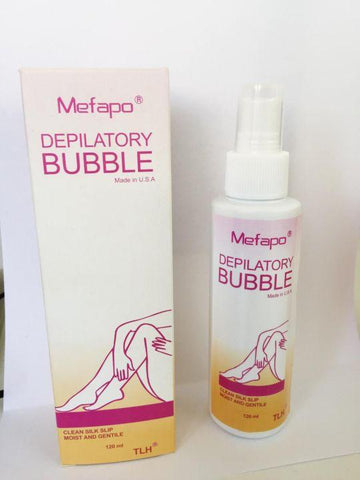 Mefapo®
DEPILATORY
BUBBLE
Made in U.S.A
CLEAN SILK SLIP
MOIST AND GENTILE
120 ml
TLH®
Mefapo®
DEPILATORY
BUBBLE
Made in U.S.A
CLEAN SILK SLIP
MOIST AND GENTILE
120 ml
TLH®